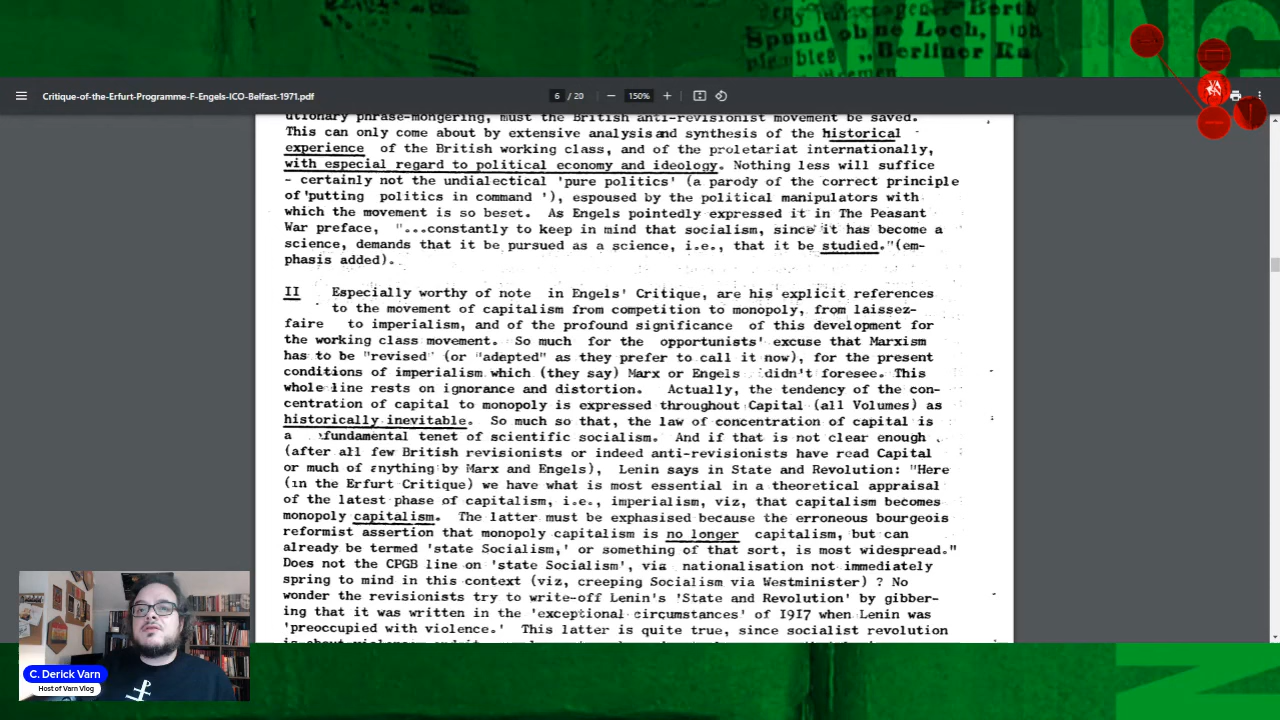 Spund oh ne Loch,
"Berliner
Critique-of-the-Erfurt-Programme-F-Engels-ICO-Belfast-1971.pdf
6 / 20
150%
utionary phrase-mongering, must the British anti-revisionist movement be saved.
This can only come about by extensive analysis and synthesis of the historical
experience of the British working class, and of the proletariat internationally,
with especial regard to political economy and ideology. Nothing less will suffice
- certainly not the undialectical 'pure politics' (a parody of the correct principle
of 'putting politics in command '), espoused by the political manipulators with
which the movement is so beset. As Engels pointedly expressed it in The Peasant
War preface, "...constantly to keep in mind that socialism, since it has become a
science, demands that it be pursued as a science, i.e., that it be studied."(em-
phasis added).
II Especially worthy of note in Engels' Critique, are his explicit references
to the movement of capitalism from competition to monopoly, from laissez-
faire to imperialism, and of the profound significance of this development for
the working class movement. So much for the opportunists' excuse that Marxism
has to be "revised" (or "adepted" as they prefer to call it now), for the present
conditions of imperialism which (they say) Marx or Engels didn't foresee. This
whole line rests on ignorance and distortion. Actually, the tendency of the con-
centration of capital to monopoly is expressed throughout Capital (all Volumes) as
historically inevitable. So much so that, the law of concentration of capital is
a fundamental tenet of scientific socialism. And if that is not clear enough
(after all few British revisionists or indeed anti-revisionists have read Capital
or much of anything by Marx and Engels), Lenin says in State and Revolution: "Here
(in the Erfurt Critique) we have what is most essential in a theoretical appraisal
of the latest phase of capitalism, i.e., imperialism, viz, that capitalism becomes
monopoly capitalism. The latter must be exphasised because the erroneous bourgeois
reformist assertion that monopoly capitalism is no longer capitalism, but can
already be termed 'state Socialism,' or something of that sort, is most widespread."
Does not the CPGB line on 'state Socialism', via nationalisation not immediately
spring to mind in this context (viz, creeping Socialism via Westminister) ? No
wonder the revisionists try to write-off Lenin's 'State and Revolution' by gibber-
ing that it was written in the 'exceptional circumstances' of 1917 when Lenin was
'preoccupied with violence.' This latter is quite true, since socialist revolution
C. Derick Varn
Host of Varn Vlog